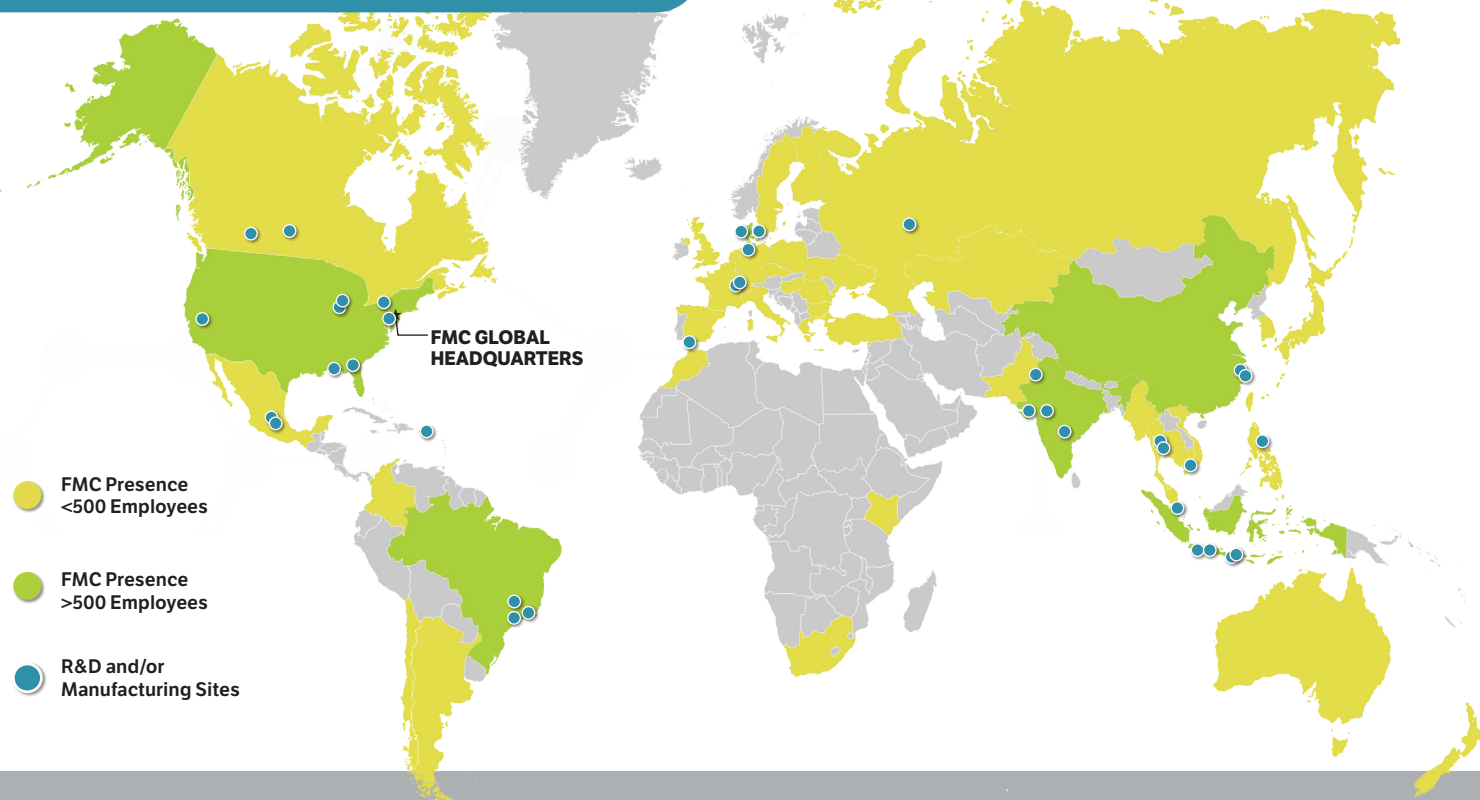 FMC GLOBAL
HEADQUARTERS
FMC Presence
<500 Employees
FMC Presence
>500 Employees
R&D and/or
Manufacturing Sites